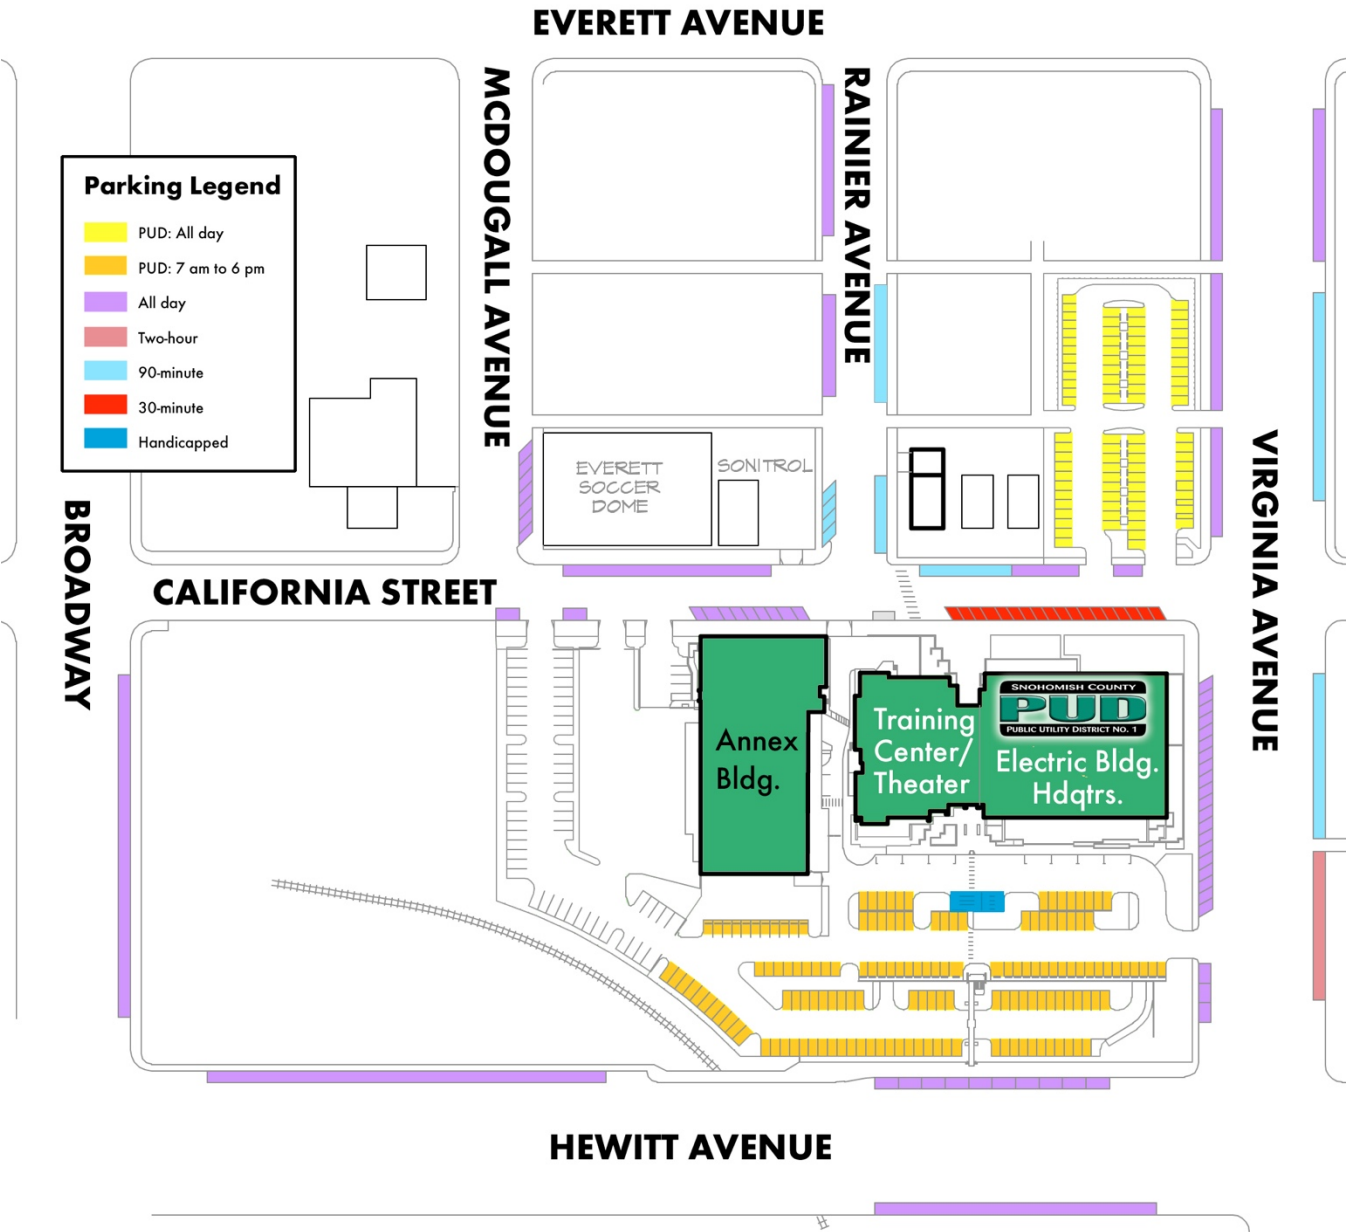 EVERETT AVENUE
MCDOUGALL AVENUE
RAINIER AVENUE
Parking Legend
PUD: All day
PUD: 7 am to 6 pm
All day
Two-hour
90-minute
30-minute
Handicapped
EVERETT
SOCCER
DOME
SONITROL
BROADWAY
VIRGINIA AVENUE
CALIFORNIA STREET
Annex
Bldg.
Training
Center/
Theater
SNOHOMISH COUNTY
PUD
PUBLIC UTILITY DISTRICT NO. 1
Electric Bldg.
Hdqtrs.
HEWITT AVENUE